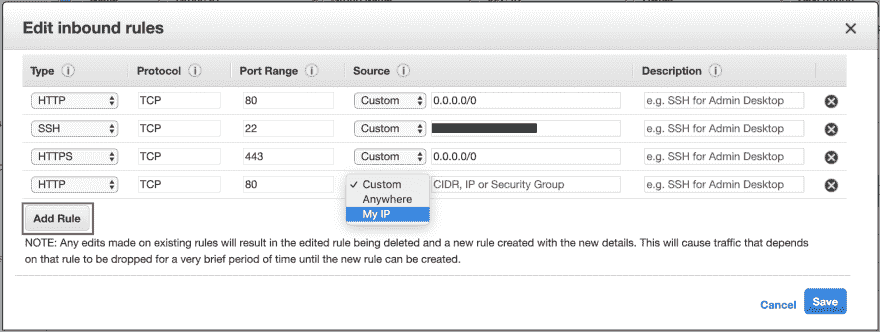 Edit inbound rules
Type Protocol Port Range Source Description
HTTP TCP 80 Custom 0.0.0.0/0 e.g. SSH for Admin Desktop
SSH TCP 22 Custom e.g. SSH for Admin Desktop
HTTPS TCP 443 Custom 0.0.0.0/0 e.g. SSH for Admin Desktop
HTTP TCP 80 Custom CIDR, IP or Security Group e.g. SSH for Admin Desktop
Anywhere
My IP
Add Rule
NOTE: Any edits made on existing rules will result in the edited rule being deleted and a new rule created with the new details. This will cause traffic that depends
on that rule to be dropped for a very brief period of time until the new rule can be created.
Cancel Save